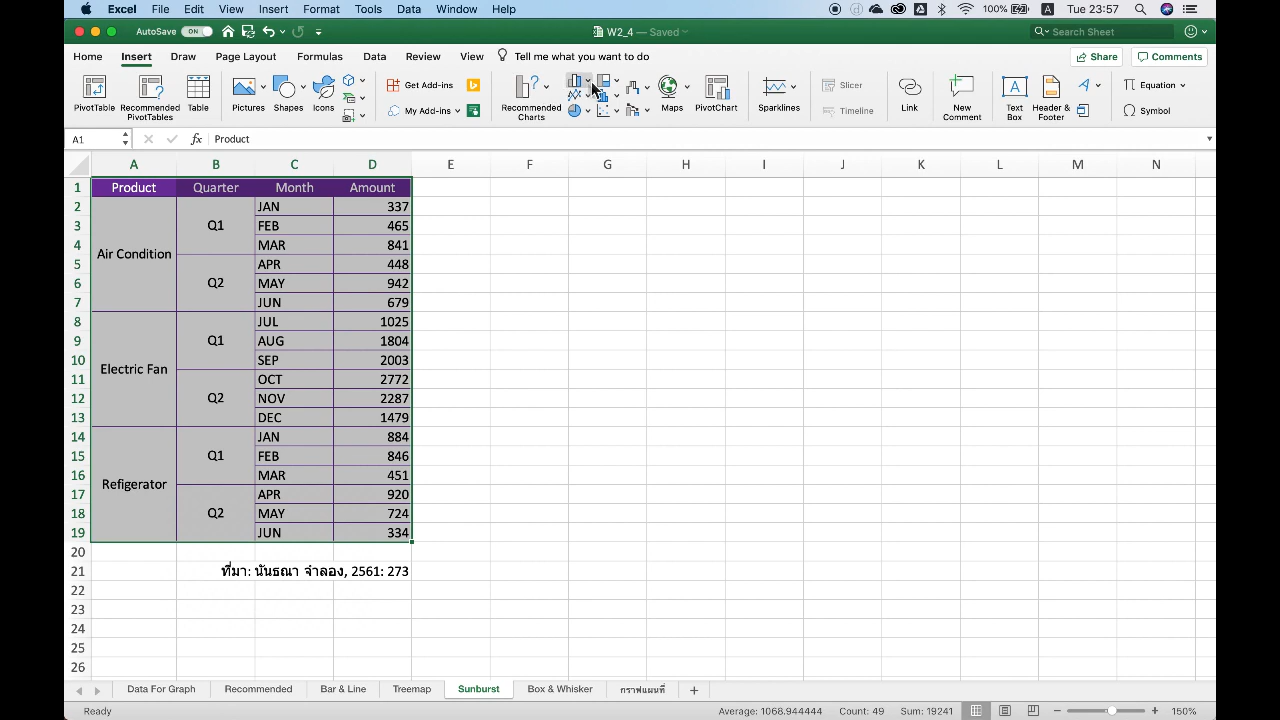 Excel File Edit View Insert Format Tools Data Window Help 100% A Tue 23:57
AutoSave ON W2_4 — Saved Search Sheet
Home Insert Draw Page Layout Formulas Data Review View Tell me what you want to do Share Comments
PivotTable Recommended PivotTables Table Pictures Shapes Icons Get Add-ins My Add-ins Recommended Charts Maps PivotChart Sparklines Slicer Timeline Link New Comment Text Box Header & Footer Equation Symbol
A1 fx Product
A B C D E F G H I J K L M N
1 Product Quarter Month Amount
2 JAN 337
3 Q1 FEB 465
4 MAR 841
Air Condition
5 APR 448
6 Q2 MAY 942
7 JUN 679
8 JUL 1025
9 Q1 AUG 1804
10 SEP 2003
Electric Fan
11 OCT 2772
12 Q2 NOV 2287
13 DEC 1479
14 JAN 884
15 Q1 FEB 846
16 MAR 451
Refigerator
17 APR 920
18 Q2 MAY 724
19 JUN 334
20
21 ที่มา: นันธณา จำลอง, 2561: 273
22
23
24
25
26
Data For Graph Recommended Bar & Line Treemap Sunburst Box & Whisker กราฟแผนที่ +
Ready Average: 1068.944444 Count: 49 Sum: 19241 150%